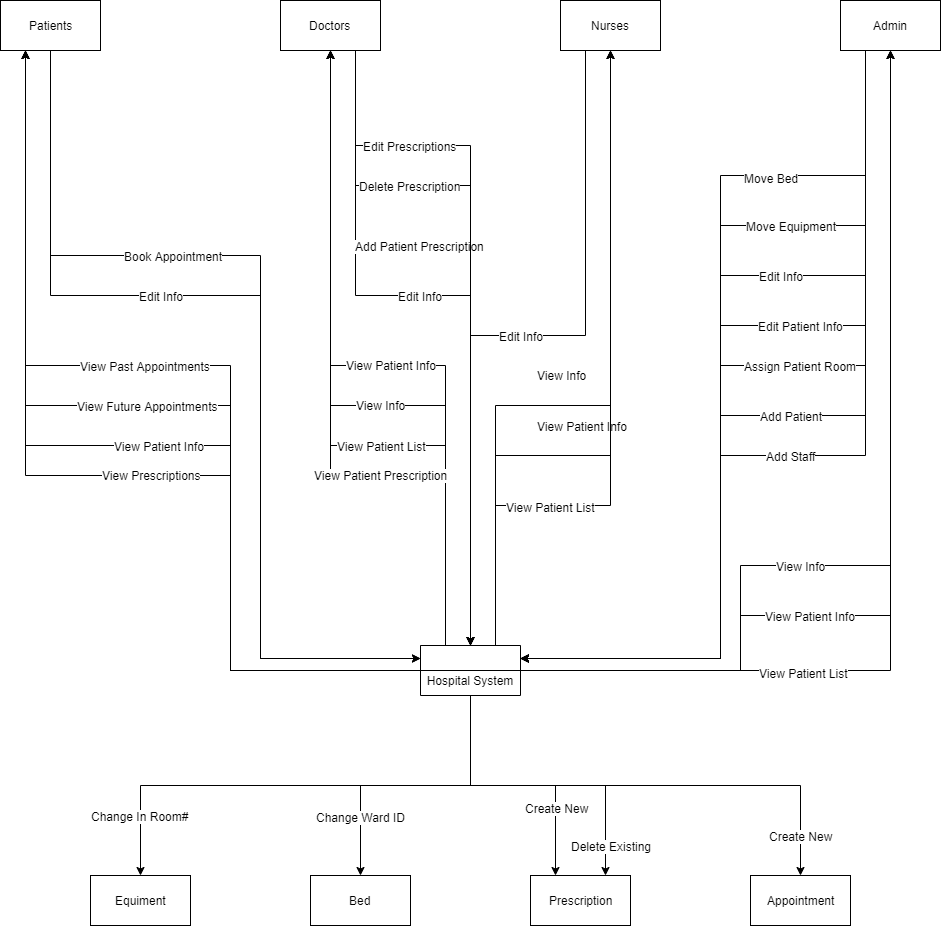 Patients
Doctors
Nurses
Admin
Edit Prescriptions
Move Bed
Delete Prescription
Move Equipment
Add Patient Prescription
Book Appointment
Edit Info
Edit Info
Edit Info
Edit Info
Edit Patient Info
View Past Appointments
View Patient Info
View Info
Assign Patient Room
View Future Appointments
View Info
Add Patient
View Patient Info
View Patient Info
View Patient List
Add Staff
View Prescriptions
View Patient Prescription
View Patient List
View Info
View Patient Info
View Patient List
Hospital System
Change In Room#
Change Ward ID
Create New
Delete Existing
Create New
Equiment
Bed
Prescription
Appointment